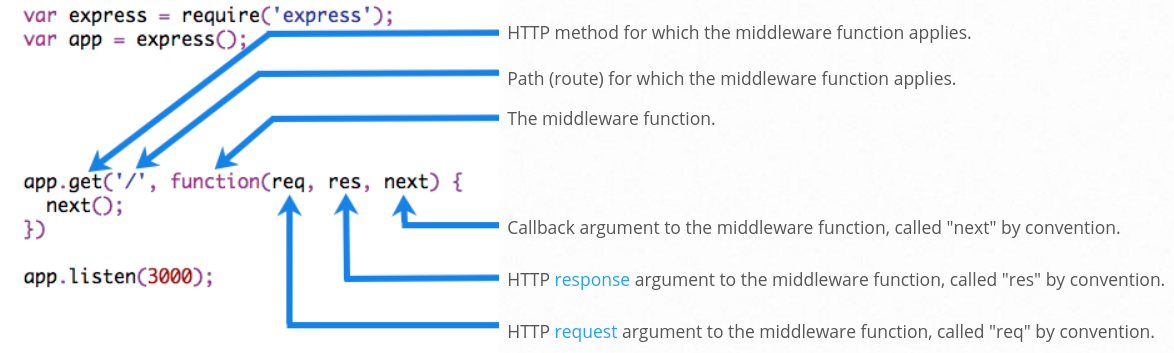 var express = require('express');
var app = express();
HTTP method for which the middleware function applies.
Path (route) for which the middleware function applies.
The middleware function.
app.get('/', function(req, res, next) {
next();
})
Callback argument to the middleware function, called "next" by convention.
app.listen(3000);
HTTP response argument to the middleware function, called "res" by convention.
HTTP request argument to the middleware function, called "req" by convention.